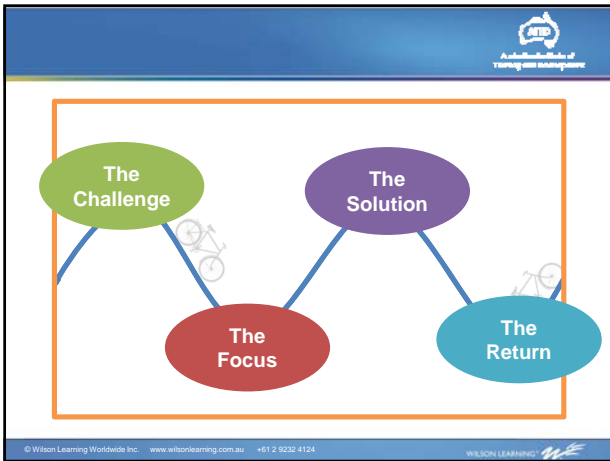 AITD
The
Challenge
The
Solution
The
Focus
The
Return
© Wilson Learning Worldwide Inc. www.wilsonlearning.com.au +61 2 9232 4124
WILSON LEARNING